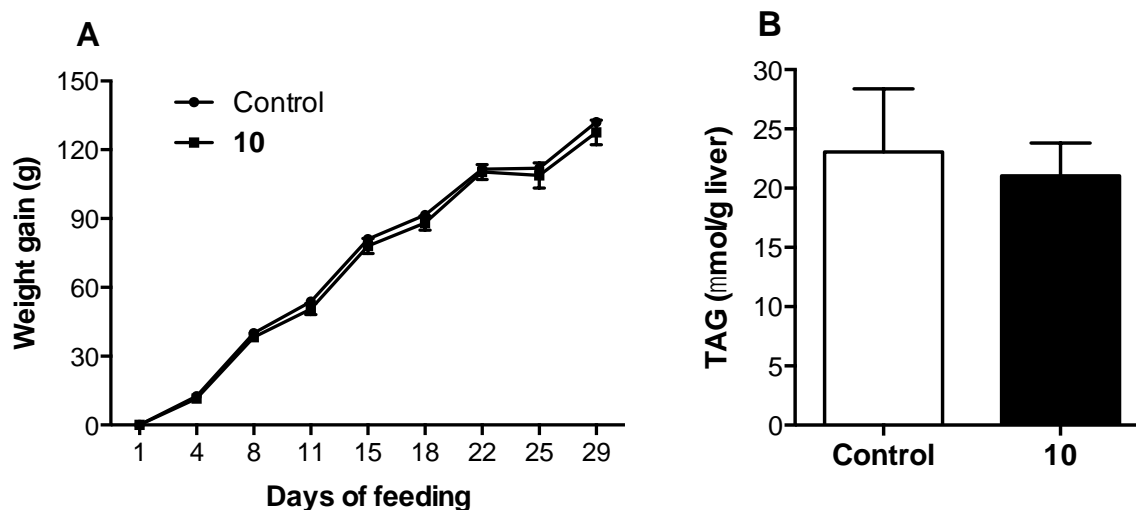 A
150
120
90
60
30
0
Weight gain (g)
Control
10
1 4 8 11 15 18 22 25 29
Days of feeding
B
30
25
20
15
10
5
0
TAG (mmol/g liver)
Control 10